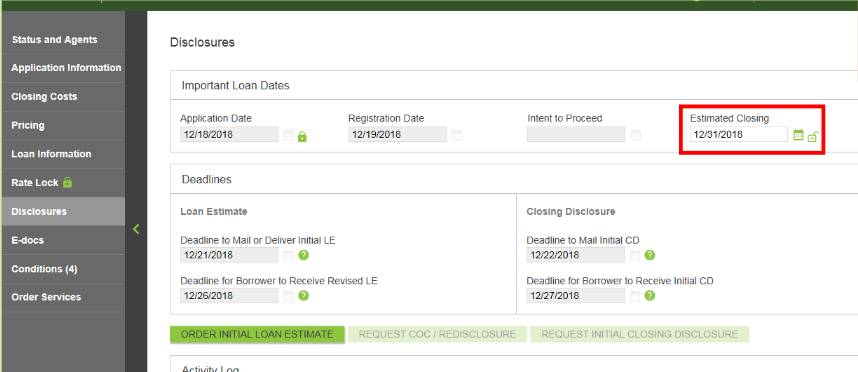 Status and Agents
Application Information
Closing Costs
Pricing
Loan Information
Rate Lock
Disclosures
E-docs
Conditions (4)
Order Services
Disclosures
Important Loan Dates
Application Date Registration Date Intent to Proceed Estimated Closing
12/18/2018 12/19/2018 12/31/2018
Deadlines
Loan Estimate
Deadline to Mail or Deliver Initial LE
12/21/2018 ?
Deadline for Borrower to Receive Revised LE
12/26/2018 ?
Closing Disclosure
Deadline to Mail Initial CD
12/22/2018 ?
Deadline for Borrower to Receive Initial CD
12/27/2018 ?
ORDER INITIAL LOAN ESTIMATE REQUEST COC / REDISCLOSURE REQUEST INITIAL CLOSING DISCLOSURE
Activity Log